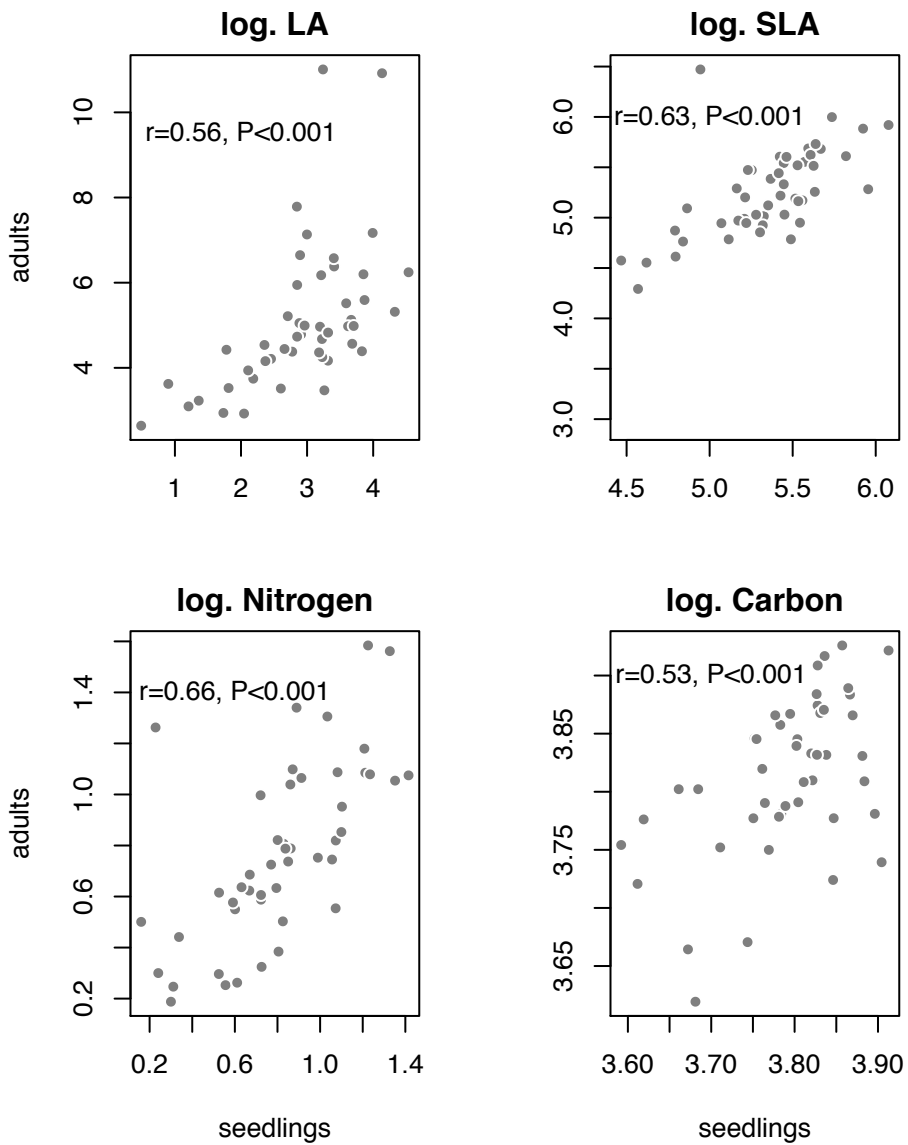 log. LA
adults
10
8
6
4
r=0.56, P<0.001
1 2 3 4
log. SLA
6.0
5.0
4.0
3.0
r=0.63, P<0.001
4.5 5.0 5.5 6.0
log. Nitrogen
adults
1.4
1.0
0.6
0.2
r=0.66, P<0.001
0.2 0.6 1.0 1.4
seedlings
log. Carbon
3.85
3.75
3.65
r=0.53, P<0.001
3.60 3.70 3.80 3.90
seedlings